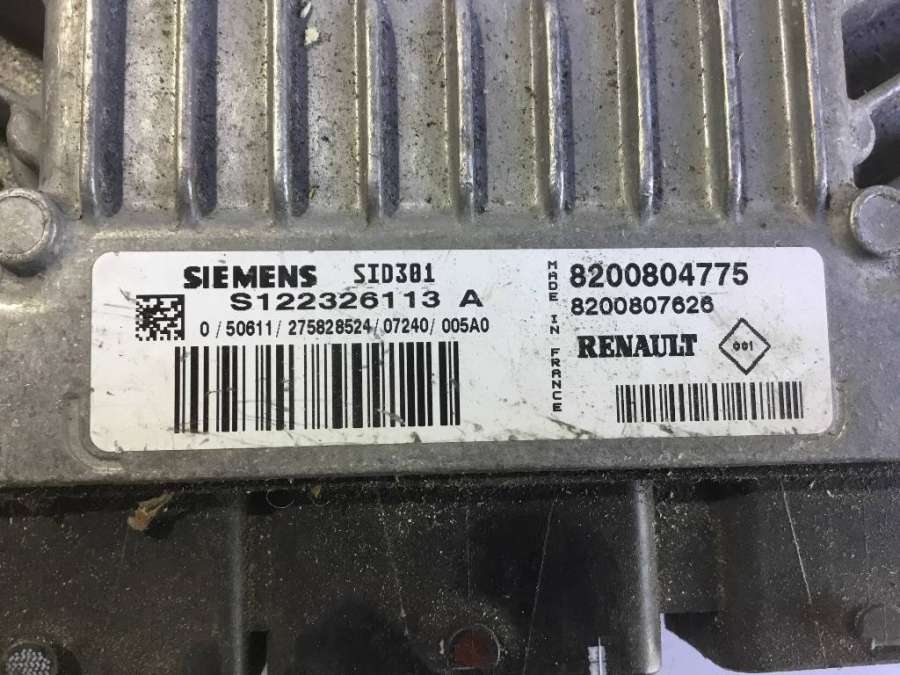 SIEMENS SID301
S122326113 A
0 / 50611 / 275828524 / 07240 / 005A0
MADE IN FRANCE
8200804775
8200807626
RENAULT 001